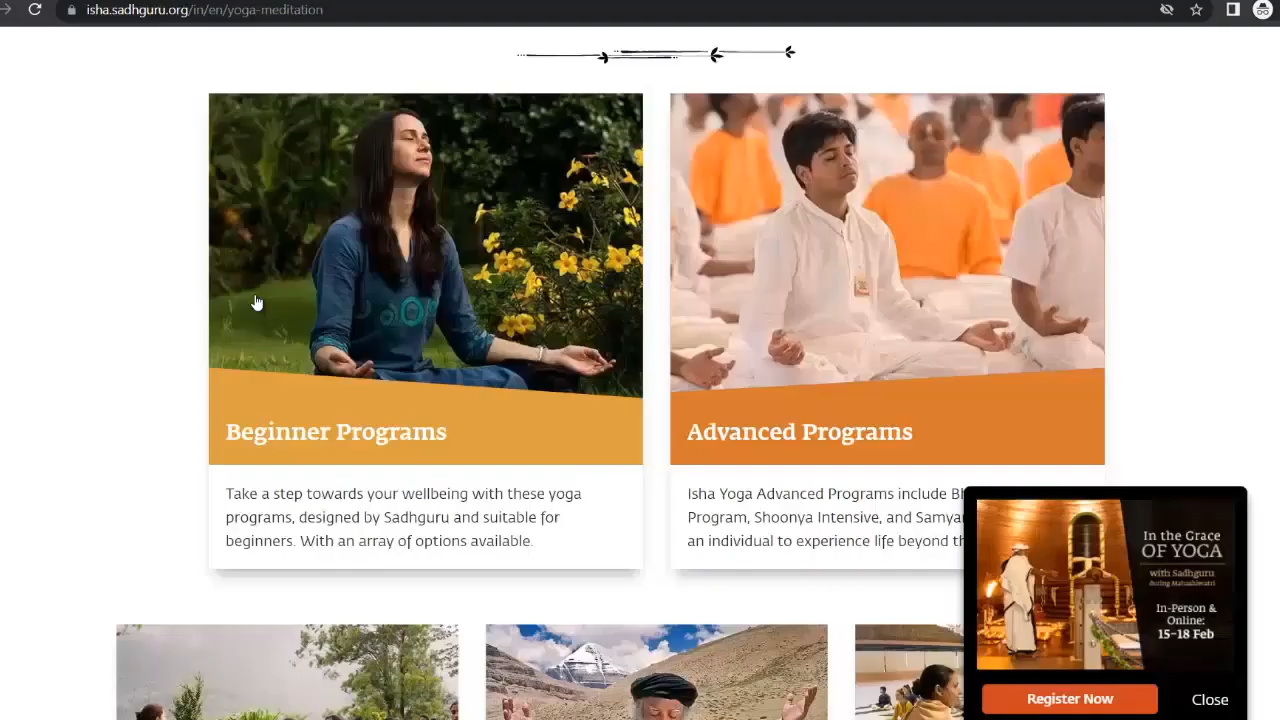 isha.sadhguru.org/in/en/yoga-meditation
Beginner Programs
Take a step towards your wellbeing with these yoga
programs, designed by Sadhguru and suitable for
beginners. With an array of options available.
Advanced Programs
Isha Yoga Advanced Programs include
Program, Shoonya Intensive, and
an individual to experience life beyond
In the Grace
OF YOGA
with Sadhguru
during Mahashivratri
In-Person &
Online:
15-18 Feb
Register Now
Close